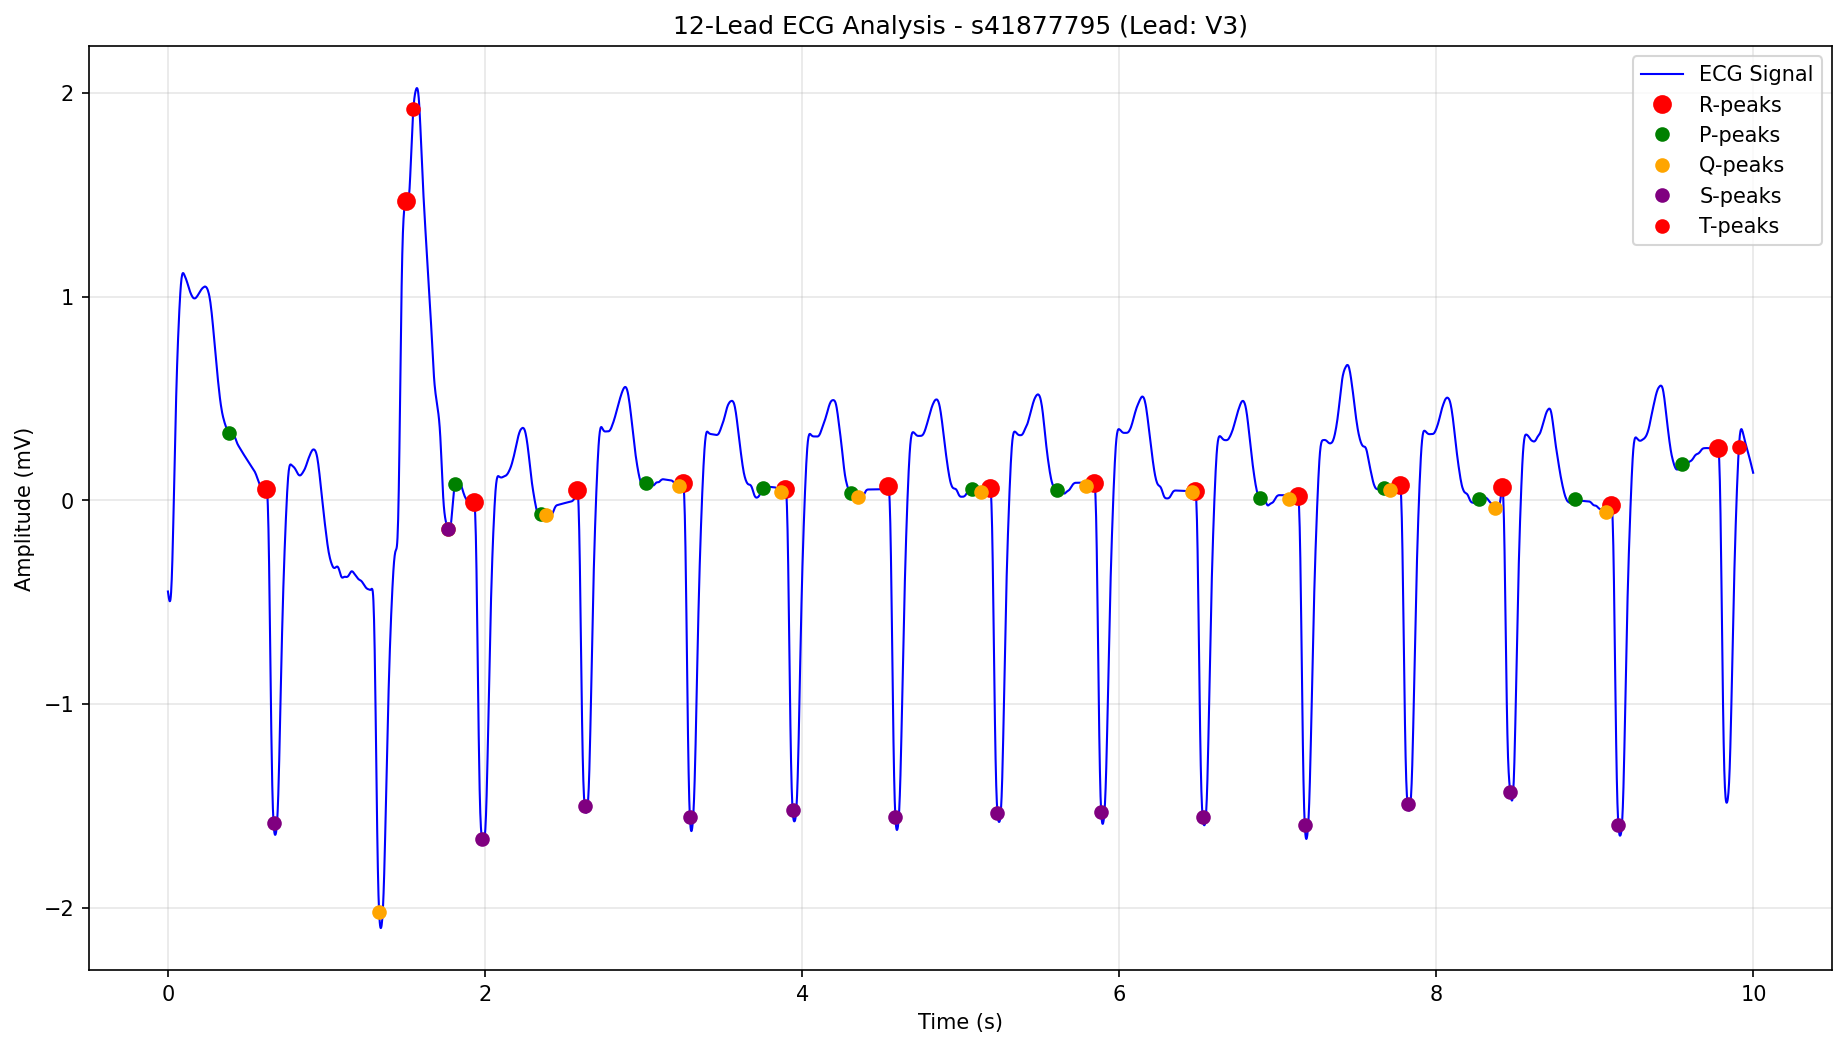 12-Lead ECG Analysis - s41877795 (Lead: V3)
ECG Signal
R-peaks
P-peaks
Q-peaks
S-peaks
T-peaks
2
1
0
−1
−2
Amplitude (mV)
0 2 4 6 8 10
Time (s)